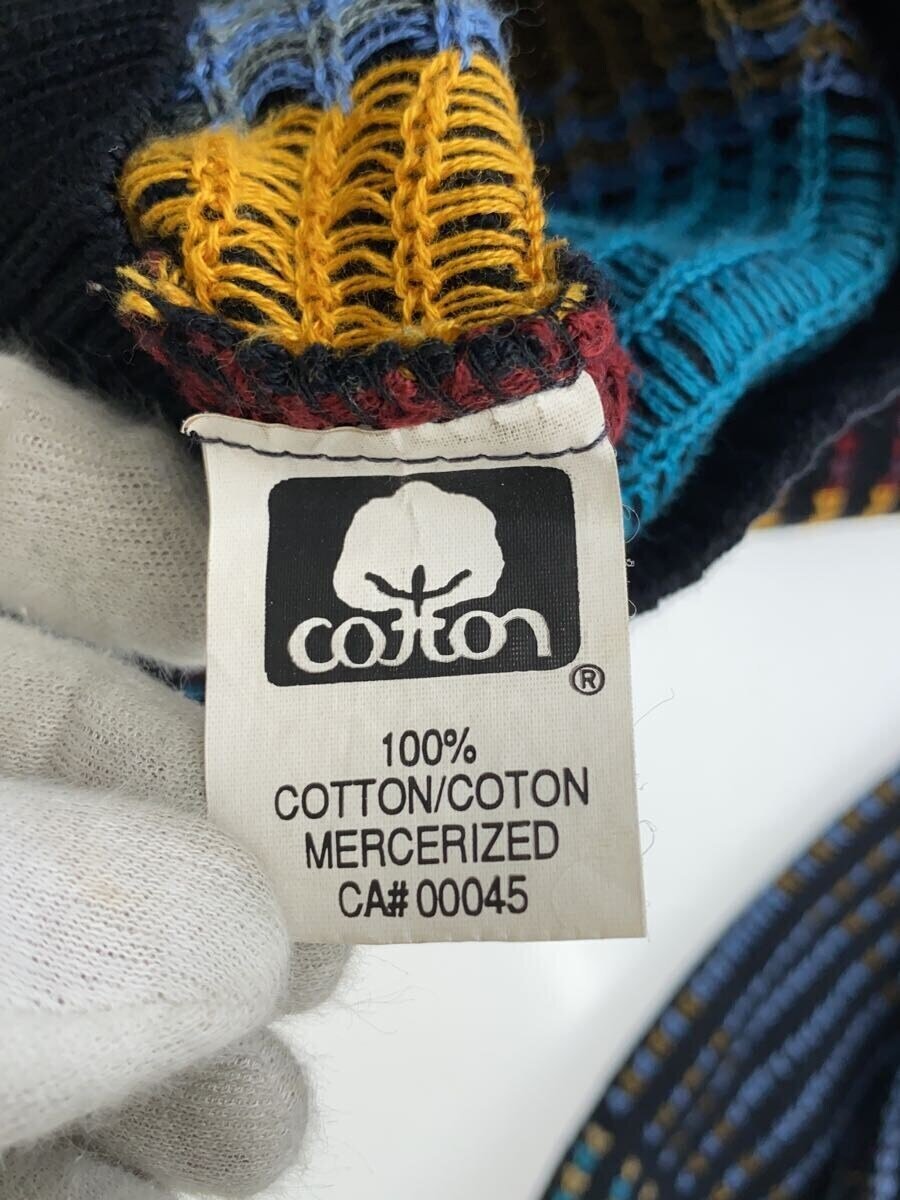 cotton
®
100%
COTTON/COTON
MERCERIZED
CA# 00045